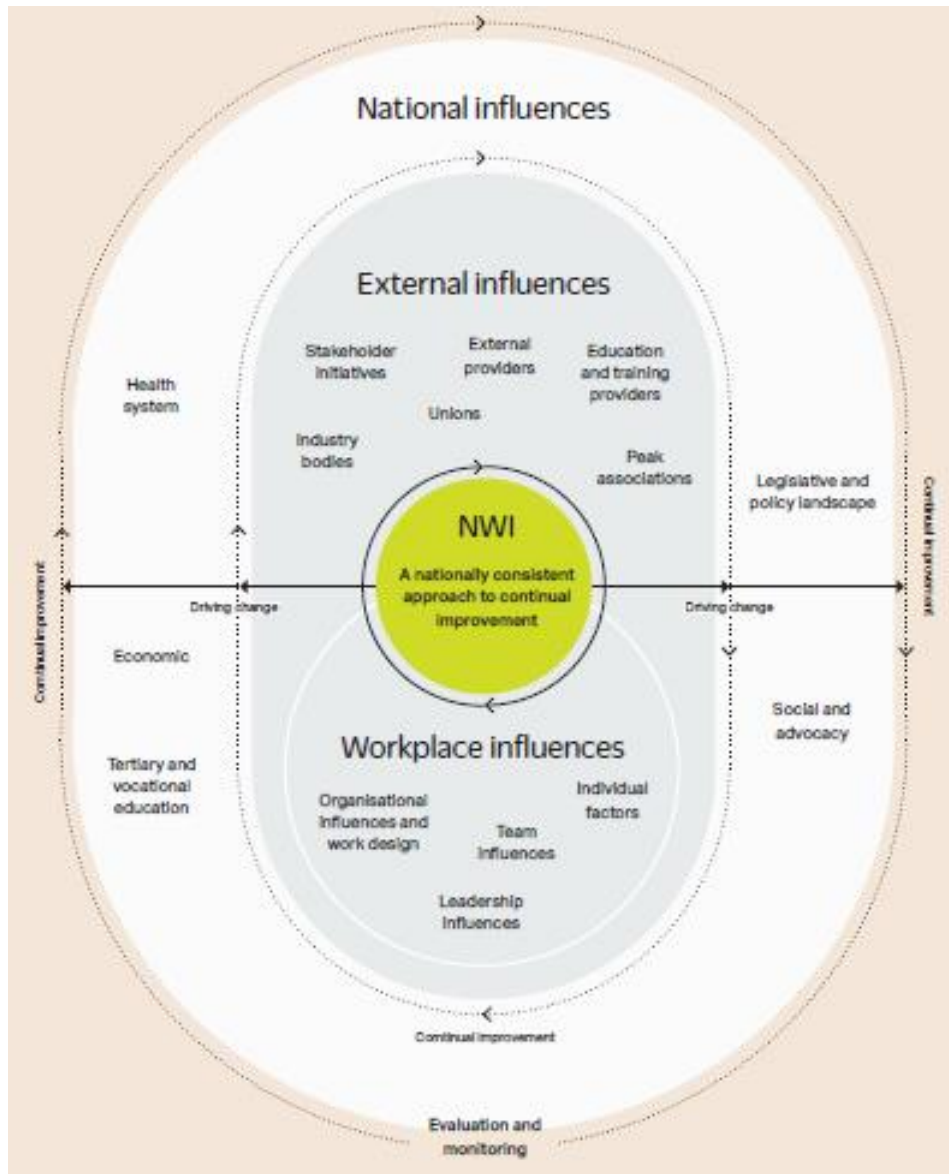 National influences
External influences
Stakeholder
initiatives
External
providers
Education
and training
providers
Unions
Industry
bodies
Peak
associations
Health
system
Legislative and
policy landscape
NWI
A nationally consistent
approach to continual
improvement
Driving change
Driving change
Continual improvement
Continual improvement
Economic
Tertiary and
vocational
education
Social and
advocacy
Workplace influences
Organisational
influences and
work design
Team
influences
Individual
factors
Leadership
influences
Continual improvement
Evaluation and
monitoring